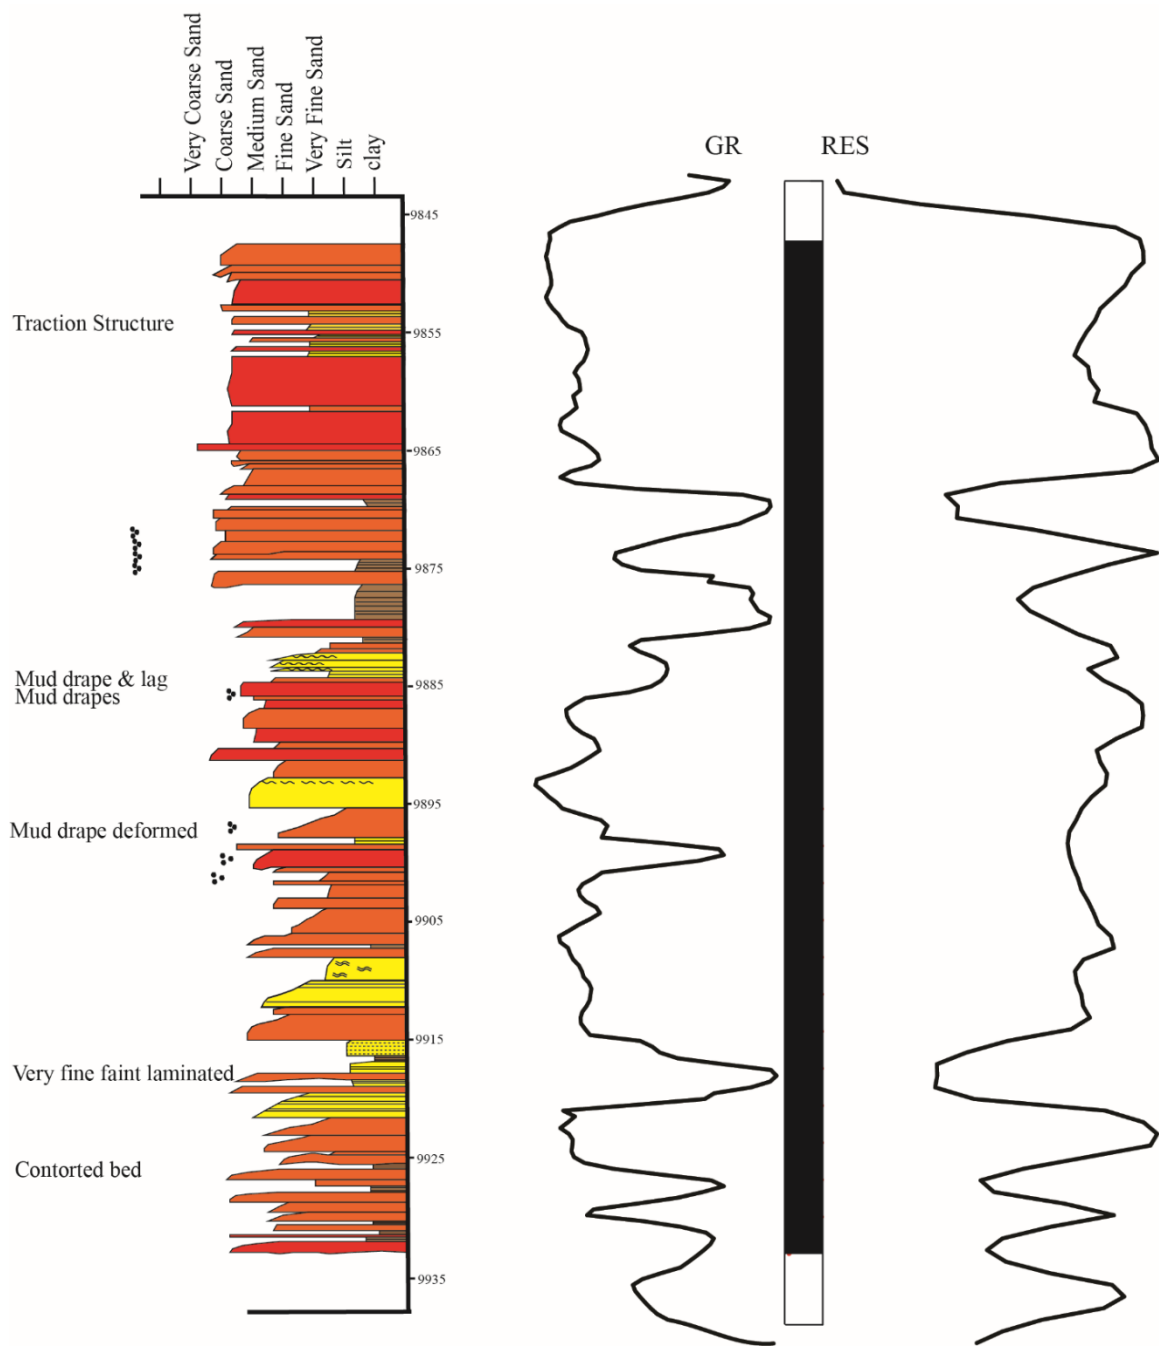 Very Coarse Sand
Coarse Sand
Medium Sand
Fine Sand
Very Fine Sand
Silt
clay
GR
RES
9845
Traction Structure
9855
9865
9875
Mud drape & lag
9885
Mud drapes
9895
Mud drape deformed
9905
9915
Very fine faint laminated
9925
Contorted bed
9935